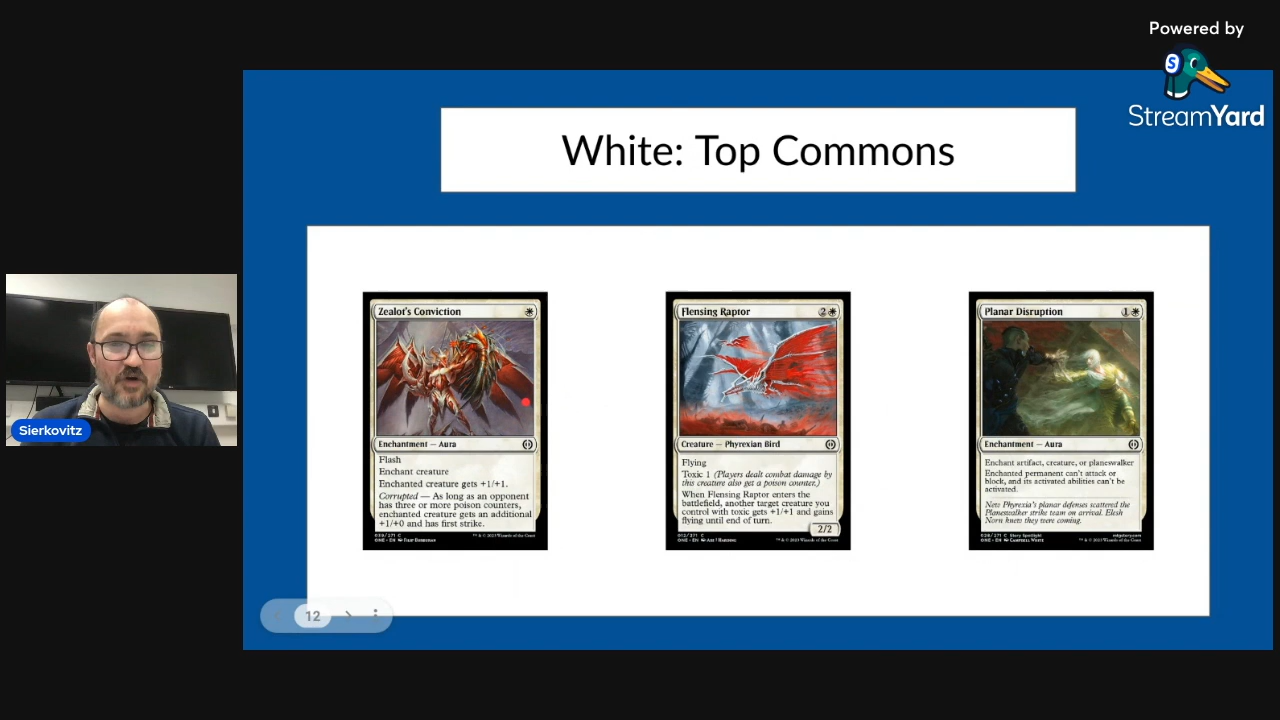 Powered by
StreamYard
White: Top Commons
Zealot's Conviction
Enchantment — Aura
Flash
Enchant creature
Enchanted creature gets +1/+1.
Corrupted — As long as an opponent
has three or more poison counters,
enchanted creature gets an additional
+1/+0 and has first strike.
Flensing Raptor
2
Creature — Phyrexian Bird
Flying
Toxic 1 (Players dealt combat damage by
this creature also get a poison counter.)
When Flensing Raptor enters the
battlefield, another target creature you
control with toxic gets +1/+1 and gains
flying until end of turn.
2/2
Planar Disruption
1
Enchantment — Aura
Enchant artifact, creature, or planeswalker
Enchanted permanent can't attack or
block, and its activated abilities can't be
activated.
New Phyrexia's planar defenses scattered the
Planeswalker strike team on arrival. Elesh
Norn knew they were coming.
Sierkovitz
12